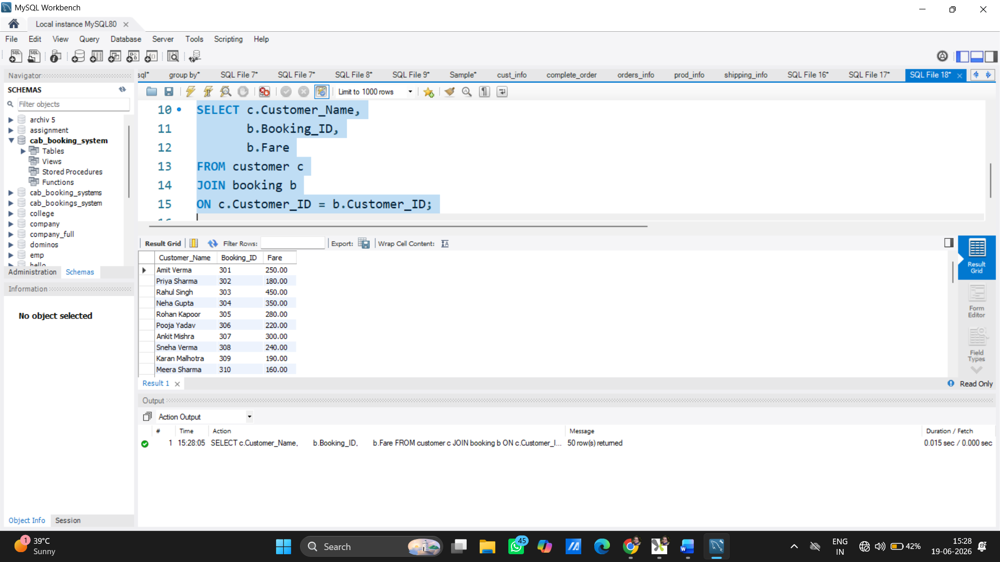 MySQL Workbench
Local instance MySQL80
File Edit View Query Database Server Tools Scripting Help
Navigator
sql* group by* SQL File 7* SQL File 7* SQL File 8* SQL File 9* Sample* cust_info complete_order orders_info prod_info shipping_info SQL File 16* SQL File 17* SQL File 18*
SCHEMAS
Limit to 1000 rows
Filter objects
archiv 5
assignment
cab_booking_system
Tables
Views
Stored Procedures
Functions
cab_booking_systems
cab_bookings_system
college
company
company_full
dominos
emp
hello
Administration Schemas
Information
No object selected
Object Info Session
10 SELECT c.Customer_Name,
11 b.Booking_ID,
12 b.Fare
13 FROM customer c
14 JOIN booking b
15 ON c.Customer_ID = b.Customer_ID;
Result Grid Filter Rows: Export: Wrap Cell Content:
Customer_Name Booking_ID Fare
Amit Verma 301 250.00
Priya Sharma 302 180.00
Rahul Singh 303 450.00
Neha Gupta 304 350.00
Rohan Kapoor 305 280.00
Pooja Yadav 306 220.00
Ankit Mishra 307 300.00
Sneha Verma 308 240.00
Karan Malhotra 309 190.00
Meera Sharma 310 160.00
Result Grid
Form Editor
Field Types
Result 1
Read Only
Output
Action Output
# Time Action Message Duration / Fetch
1 15:28:05 SELECT c.Customer_Name, b.Booking_ID, b.Fare FROM customer c JOIN booking b ON c.Customer_I... 50 row(s) returned 0.015 sec / 0.000 sec
1
39°C
Sunny
Search
45
ENG
IN
42%
15:28
19-06-2026